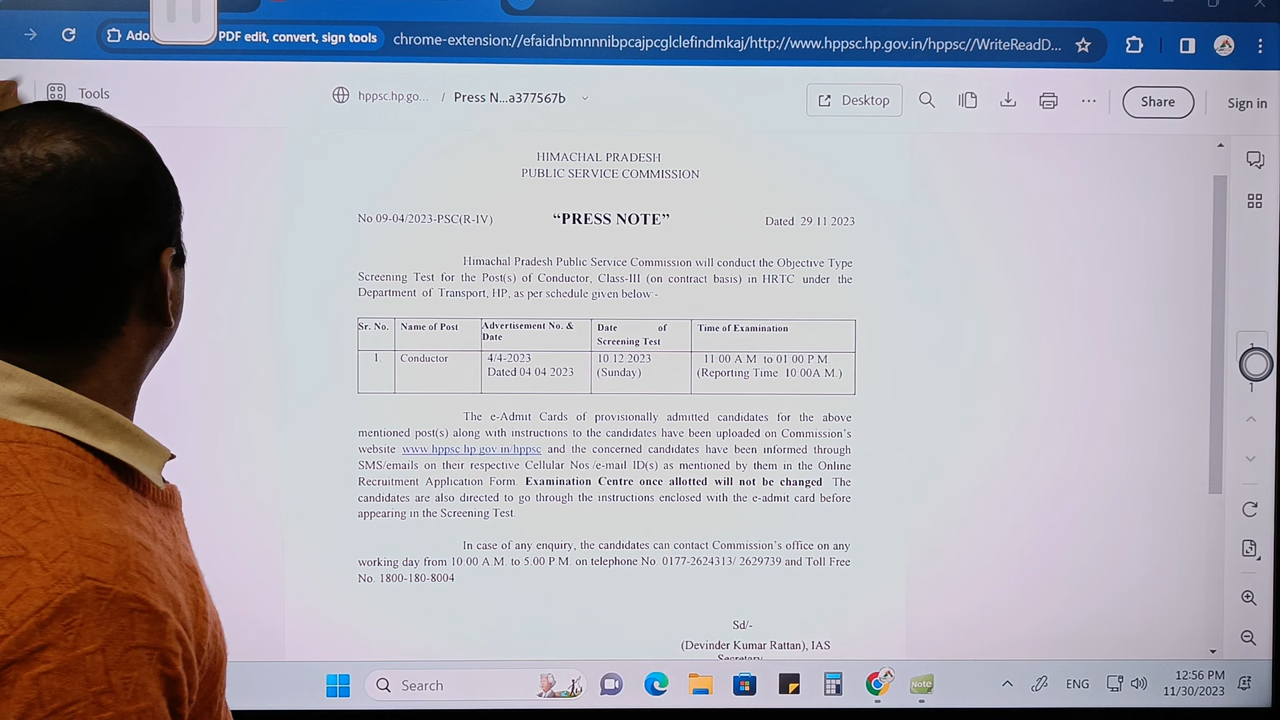 Ado
PDF edit, convert, sign tools
chrome-extension://efaidnbmnnnibpcajpcglclefindmkaj/http://www.hppsc.hp.gov.in/hppsc//WriteReadD...
Tools
hppsc.hp.go... / Press N...a377567b
Desktop
Share
Sign in
HIMACHAL PRADESH
PUBLIC SERVICE COMMISSION
No 09-04/2023-PSC(R-IV) “PRESS NOTE” Dated 29 11 2023
Himachal Pradesh Public Service Commission will conduct the Objective Type
Screening Test for the Post(s) of Conductor, Class-III (on contract basis) in HRTC under the
Department of Transport, HP, as per schedule given below -
Sr. No. Name of Post Advertisement No. & Date Date of Screening Test Time of Examination
1 Conductor 4/4-2023 10 12 2023 11 00 A.M. to 01:00 P.M.
Dated 04 04 2023 (Sunday) (Reporting Time 10:00A.M.)
The e-Admit Cards of provisionally admitted candidates for the above
mentioned post(s) along with instructions to the candidates have been uploaded on Commission’s
website www hppsc hp gov in/hppsc and the concerned candidates have been informed through
SMS/emails on their respective Cellular Nos /e-mail ID(s) as mentioned by them in the Online
Recruitment Application Form. Examination Centre once allotted will not be changed The
candidates are also directed to go through the instructions enclosed with the e-admit card before
appearing in the Screening Test.
In case of any enquiry, the candidates can contact Commission’s office on any
working day from 10:00 A.M. to 5:00 P.M. on telephone No. 0177-2624313/ 2629739 and Toll Free
No. 1800-180-8004
Sd/-
(Devinder Kumar Rattan), IAS
Secretary
1
1
Search
Note
ENG
12:56 PM
11/30/2023